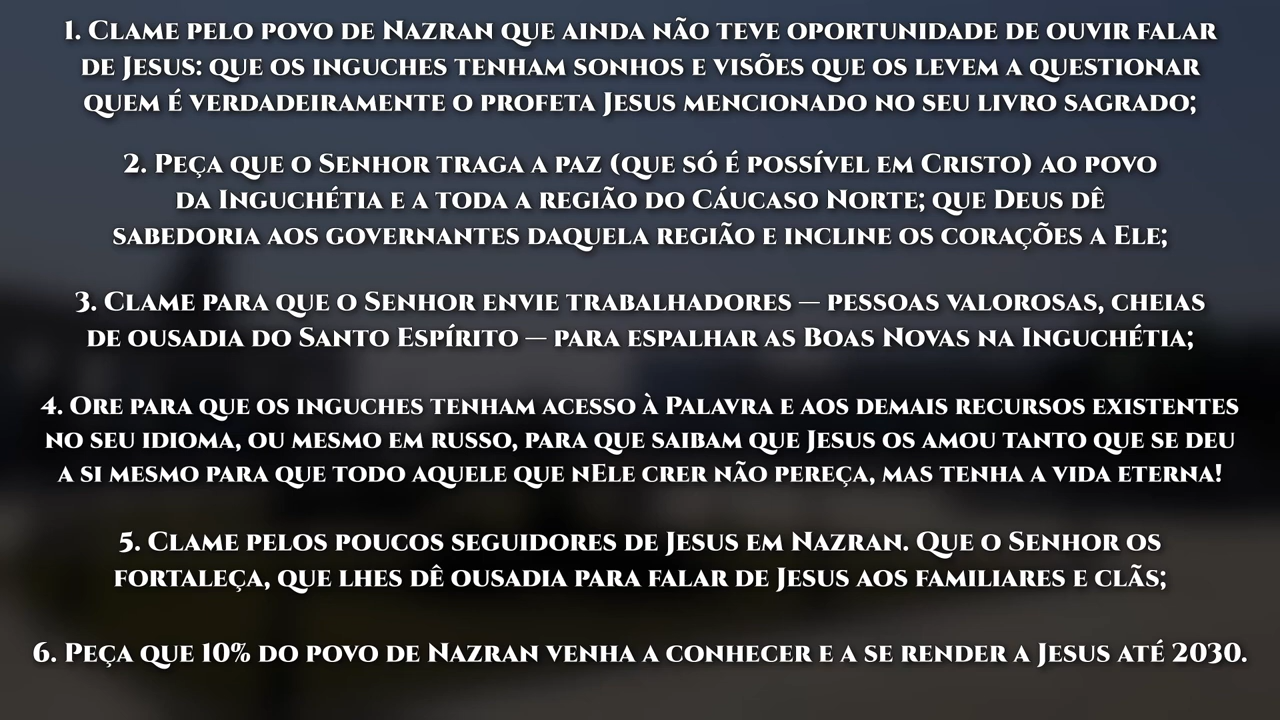 1. Clame pelo povo de Nazran que ainda não teve oportunidade de ouvir falar
de Jesus: que os inguches tenham sonhos e visões que os levem a questionar
quem é verdadeiramente o profeta Jesus mencionado no seu livro sagrado;
2. Peça que o Senhor traga a paz (que só é possível em Cristo) ao povo
da Inguchétia e a toda a região do Cáucaso Norte; que Deus dê
sabedoria aos governantes daquela região e incline os corações a Ele;
3. Clame para que o Senhor envie trabalhadores — pessoas valorosas, cheias
de ousadia do Santo Espírito — para espalhar as Boas Novas na Inguchétia;
4. Ore para que os inguches tenham acesso à Palavra e aos demais recursos existentes
no seu idioma, ou mesmo em russo, para que saibam que Jesus os amou tanto que se deu
a si mesmo para que todo aquele que nEle crer não pereça, mas tenha a vida eterna!
5. Clame pelos poucos seguidores de Jesus em Nazran. Que o Senhor os
fortaleça, que lhes dê ousadia para falar de Jesus aos familiares e clãs;
6. Peça que 10% do povo de Nazran venha a conhecer e a se render a Jesus até 2030.